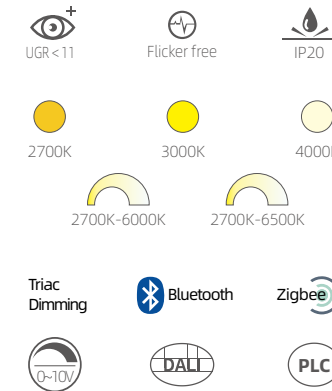 UGR<11
Flicker free
IP20
2700K
3000K
4000K
2700K-6000K
2700K-6500K
Triac
Dimming
Bluetooth
Zigbee
0~10V
DALI
PLC